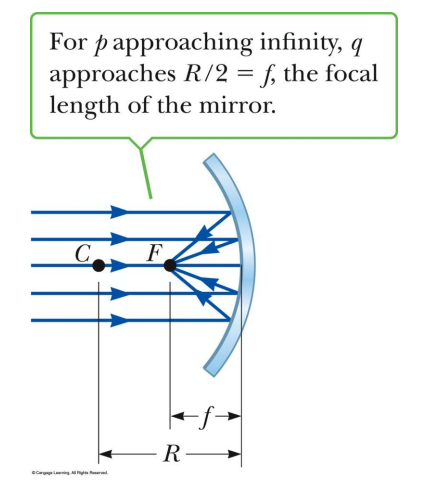 For p approaching infinity, q
approaches R/2 = f, the focal
length of the mirror.
C
F
f
R
© Cengage Learning. All Rights Reserved.